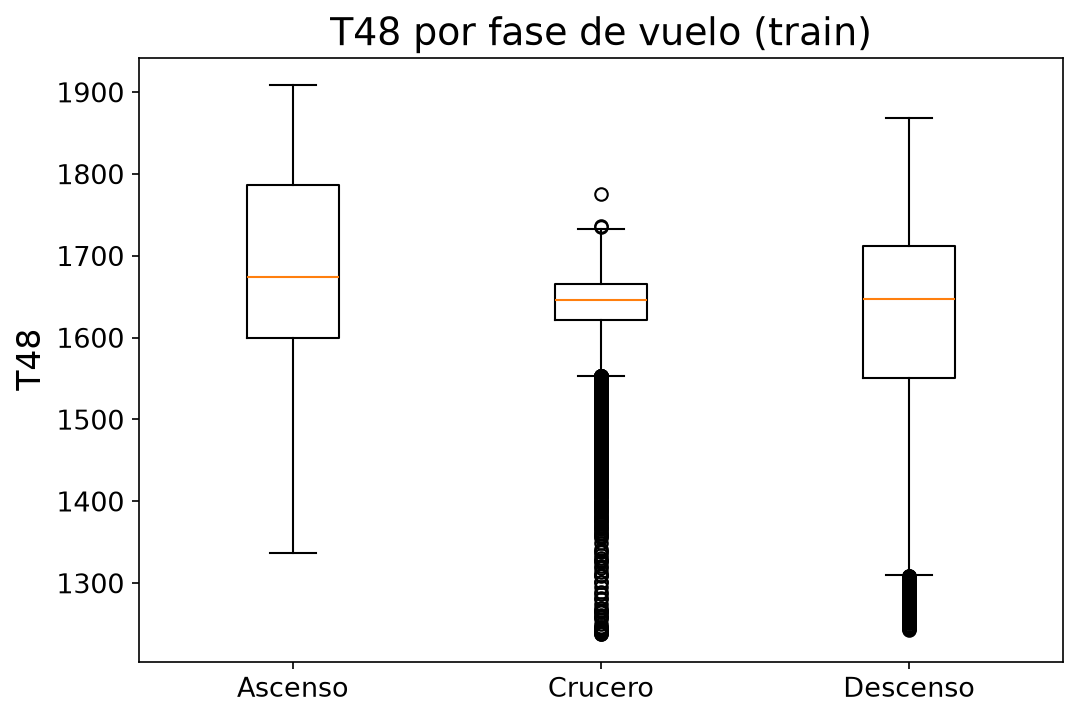 T48 por fase de vuelo (train)
T48
1900
1800
1700
1600
1500
1400
1300
Ascenso
Crucero
Descenso